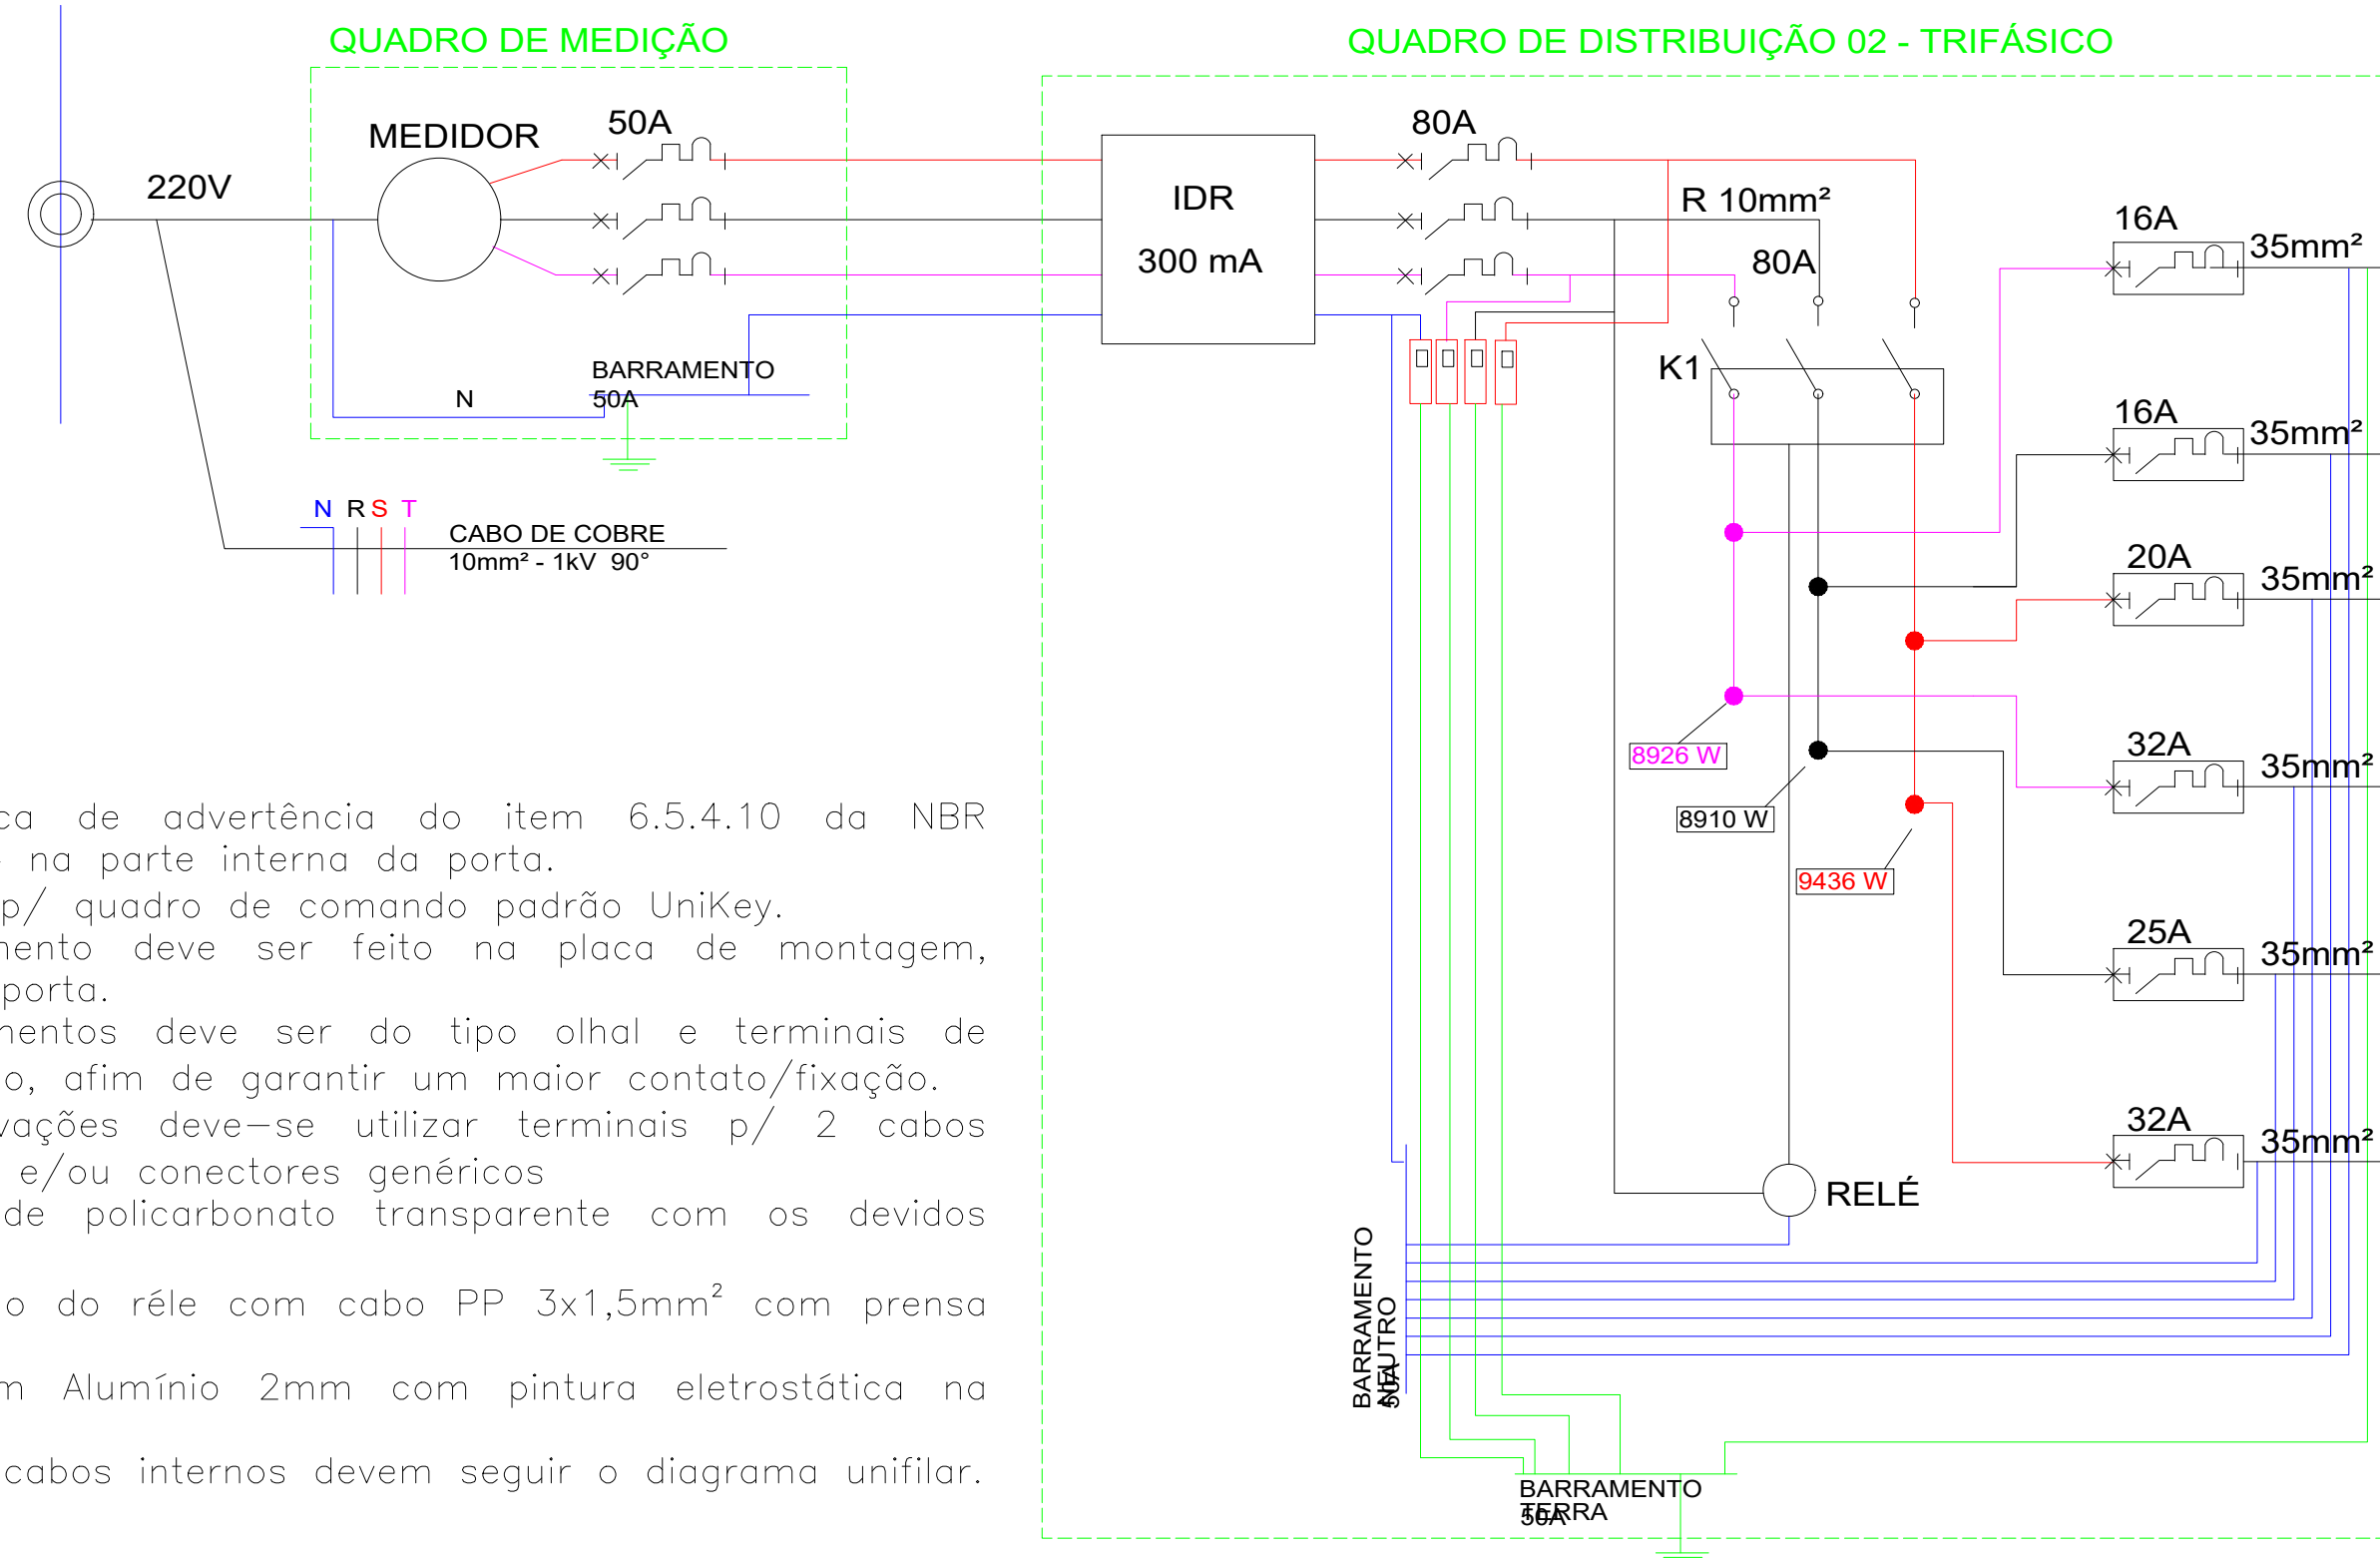 QUADRO DE MEDIÇÃO
QUADRO DE DISTRIBUIÇÃO 02 - TRIFÁSICO
220V
MEDIDOR
50A
N
BARRAMENTO
50A
N R S T
CABO DE COBRE
10mm² - 1kV 90°
IDR
300 mA
80A
R 10mm²
80A
K1
16A
35mm²
16A
35mm²
20A
35mm²
32A
35mm²
25A
35mm²
32A
35mm²
8926 W
8910 W
9436 W
RELÉ
BARRAMENTO
NEUTRO
50A
BARRAMENTO
TERRA
50A
de advertência do item 6.5.4.10 da NBR
na parte interna da porta.
p/ quadro de comando padrão UniKey.
deve ser feito na placa de montagem,
porta.
deve ser do tipo olhal e terminais de
afim de garantir um maior contato/fixação.
deve-se utilizar terminais p/ 2 cabos
e/ou conectores genéricos
de policarbonato transparente com os devidos
do réle com cabo PP 3x1,5mm² com prensa
Alumínio 2mm com pintura eletrostática na
cabos internos devem seguir o diagrama unifilar.